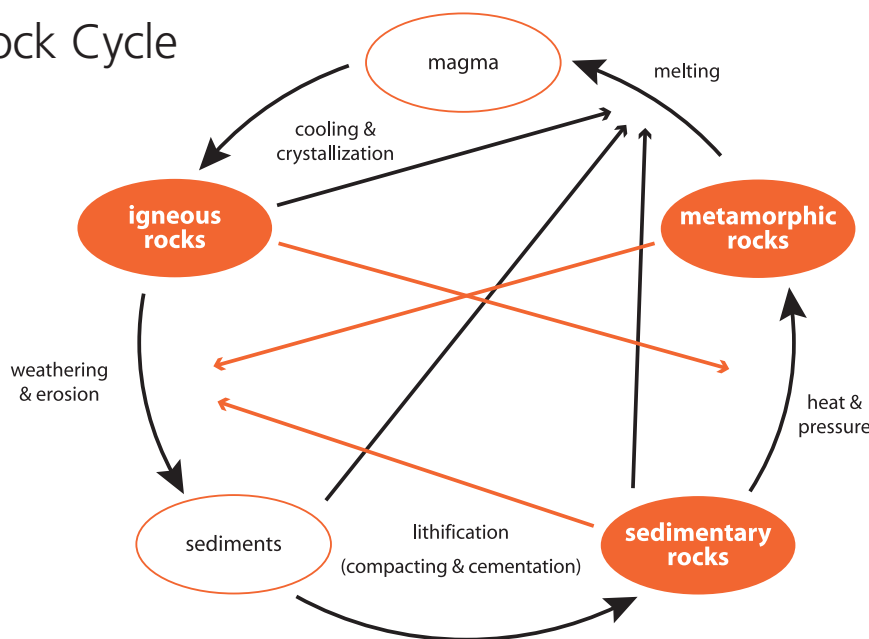 ock Cycle
magma
melting
cooling &
crystallization
igneous
rocks
metamorphic
rocks
weathering
& erosion
heat &
pressure
sediments
lithification
(compacting & cementation)
sedimentary
rocks